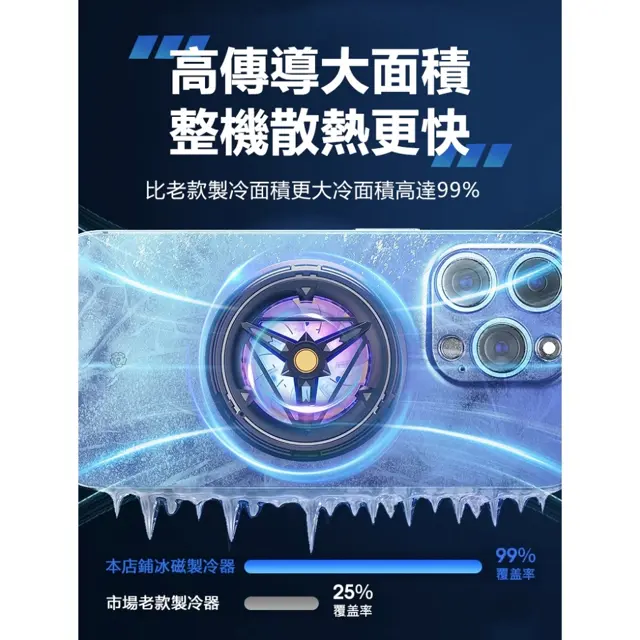 高傳導大面積
整機散熱更快
比老款製冷面積更大冷面積高達99%
本店鋪冰磁製冷器
99%
覆盖率
市場老款製冷器
25%
覆盖率